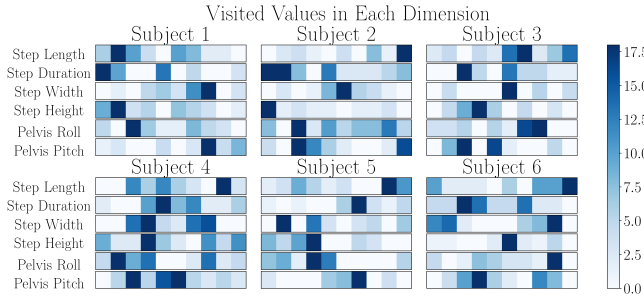 Visited Values in Each Dimension
Subject 1 Subject 2 Subject 3
Step Length
Step Duration
Step Width
Step Height
Pelvis Roll
Pelvis Pitch
Subject 4 Subject 5 Subject 6
Step Length
Step Duration
Step Width
Step Height
Pelvis Roll
Pelvis Pitch
17.5
15.0
12.5
10.0
7.5
5.0
2.5
0.0